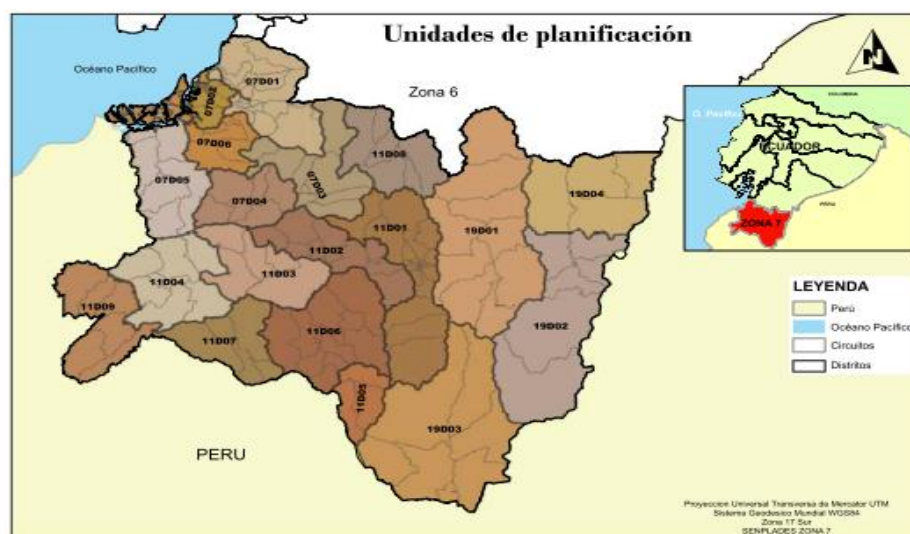 Unidades de planificación
Océano Pacífico
Zona 6
07D01
07D02
07D06
11D08
07D05
07D03
19D04
07D04
11D01
19D01
11D02
11D04
11D03
11D09
19D02
11D07
11D06
11D05
19D03
PERU
N
COLOMBIA
O. Pacífico
ECUADOR
PERU
ZONA 7
LEYENDA
Perú
Océano Pacífico
Circuitos
Distritos
Proyeccion Universal Transversa de Mercator UTM
Sistema Geodesico Mundial WGS84
Zona 17 Sur
SENPLADES ZONA 7